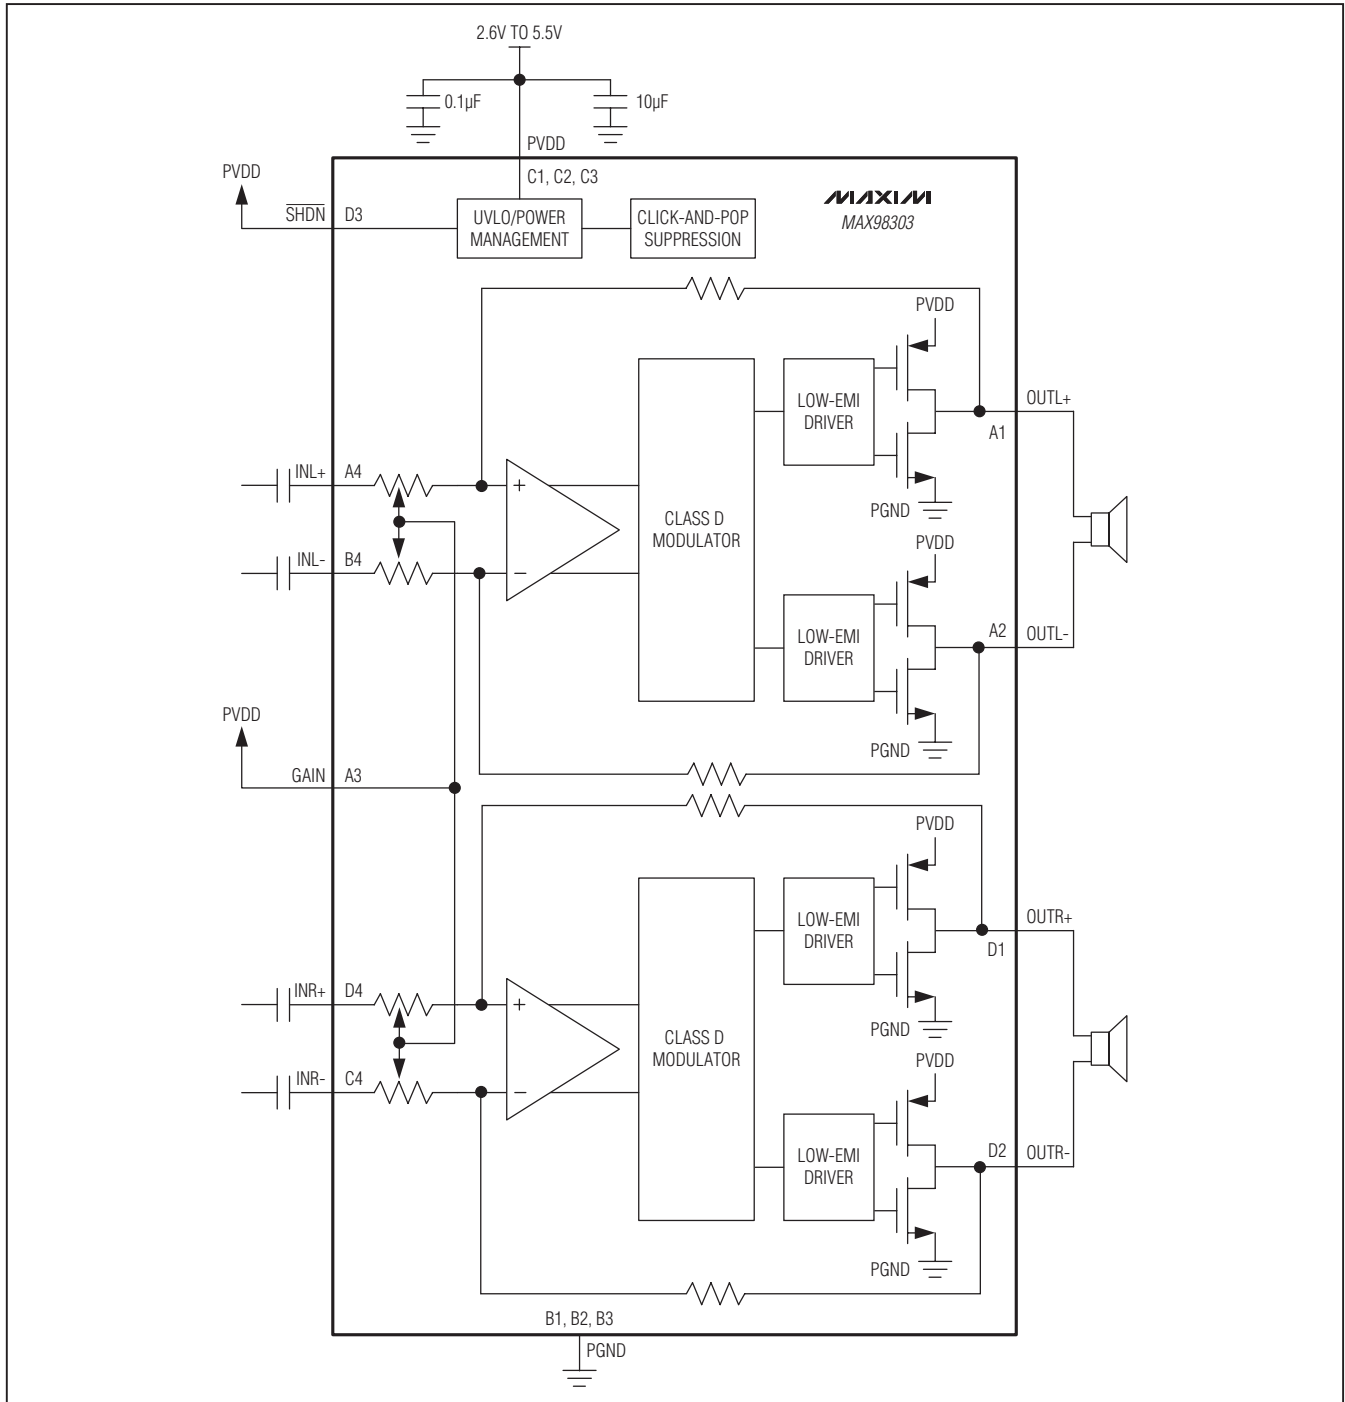 2.6V TO 5.5V
0.1µF
10µF
PVDD
C1, C2, C3
PVDD
SHDN
D3
UVLO/POWER
MANAGEMENT
CLICK-AND-POP
SUPPRESSION
MAXIM
MAX98303
PVDD
LOW-EMI
DRIVER
OUTL+
A1
INL+
A4
+
CLASS D
MODULATOR
PGND
PVDD
INL-
B4
−
LOW-EMI
DRIVER
A2
OUTL-
PGND
PVDD
GAIN
A3
PVDD
LOW-EMI
DRIVER
OUTR+
D1
INR+
D4
+
CLASS D
MODULATOR
PGND
PVDD
INR-
C4
−
LOW-EMI
DRIVER
D2
OUTR-
PGND
B1, B2, B3
PGND